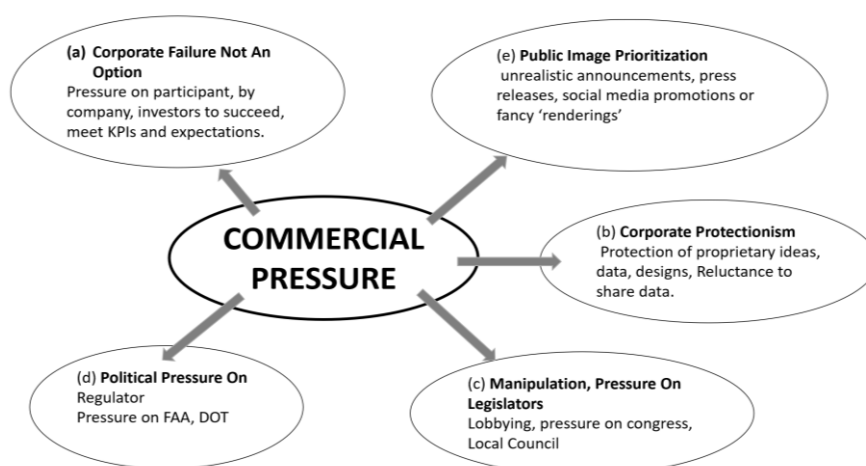 (a) Corporate Failure Not An
Option
Pressure on participant, by
company, investors to succeed,
meet KPIs and expectations.
(e) Public Image Prioritization
unrealistic announcements, press
releases, social media promotions or
fancy ‘renderings’
COMMERCIAL
PRESSURE
(b) Corporate Protectionism
Protection of proprietary ideas,
data, designs, Reluctance to
share data.
(d) Political Pressure On
Regulator
Pressure on FAA, DOT
(c) Manipulation, Pressure On
Legislators
Lobbying, pressure on congress,
Local Council